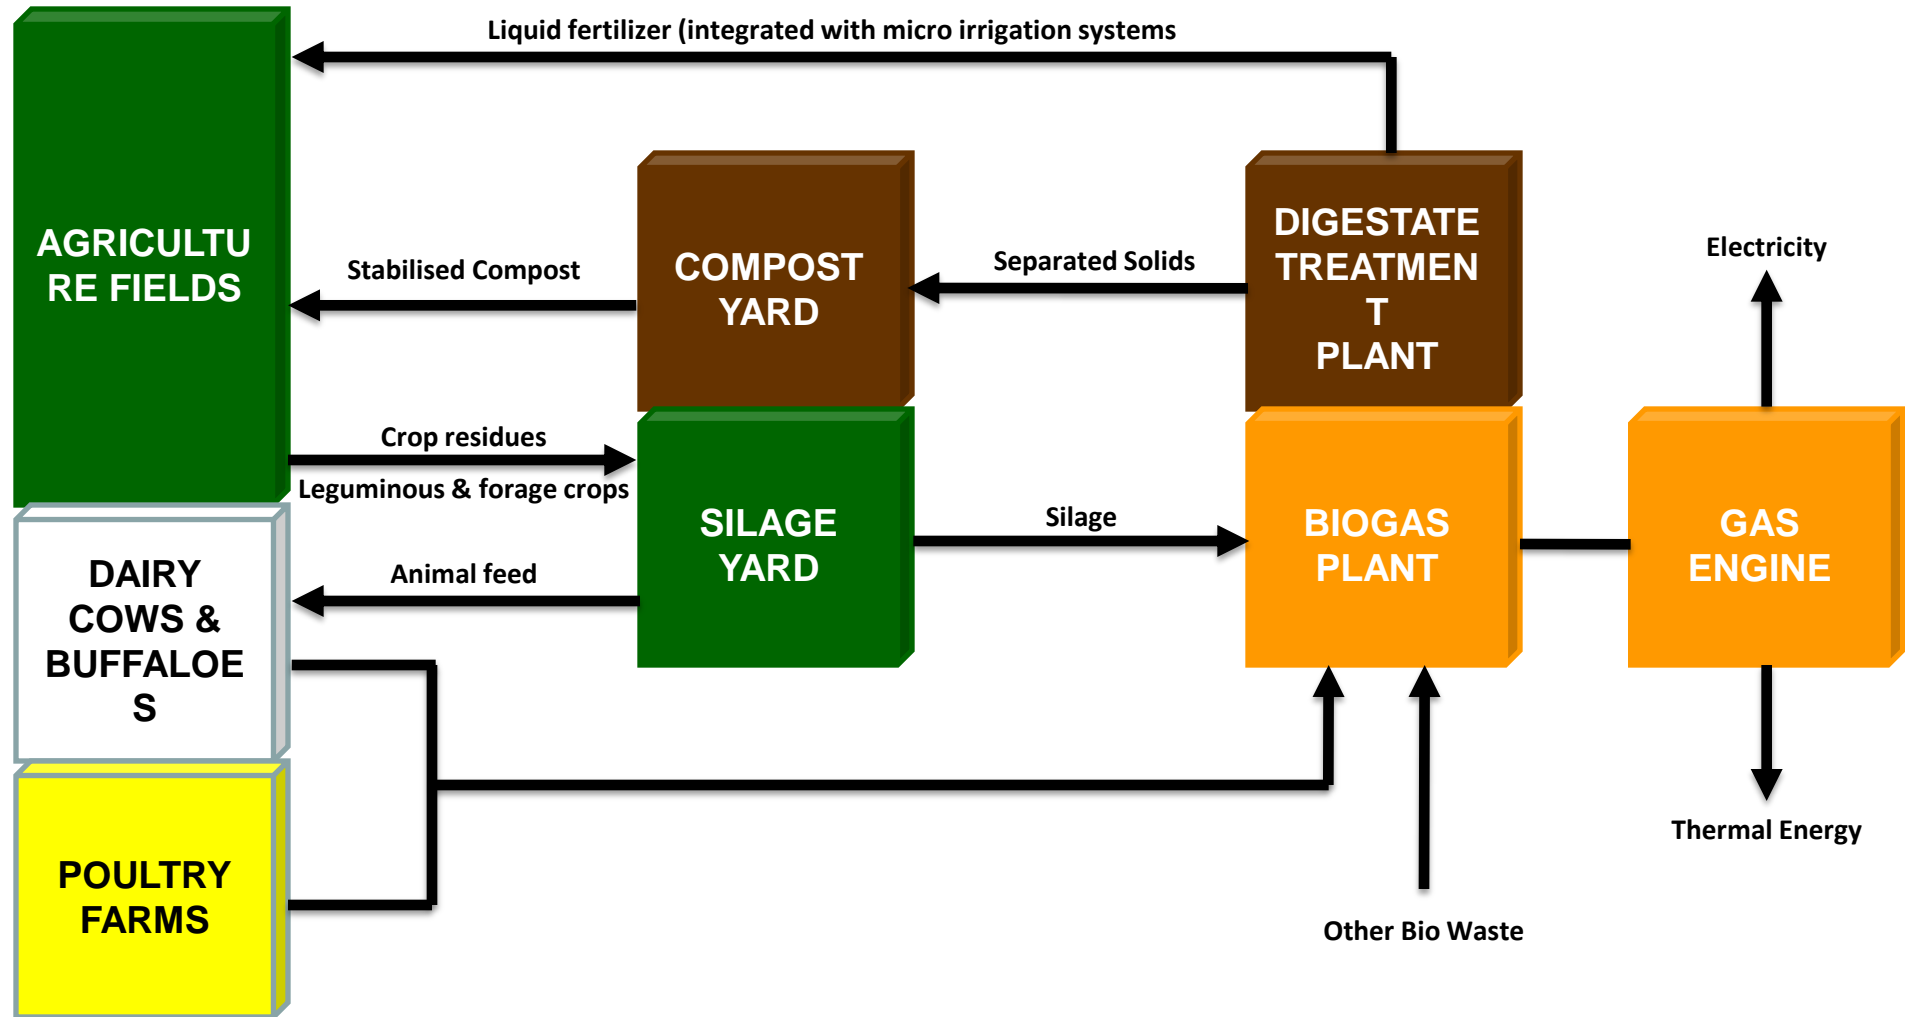 Liquid fertilizer (integrated with micro irrigation systems
AGRICULTU
RE FIELDS
Stabilised Compost
COMPOST
YARD
Separated Solids
DIGESTATE
TREATMEN
T
PLANT
Electricity
Crop residues
Leguminous & forage crops
SILAGE
YARD
Silage
BIOGAS
PLANT
GAS
ENGINE
DAIRY
COWS &
BUFFALOE
S
Animal feed
Thermal Energy
POULTRY
FARMS
Other Bio Waste